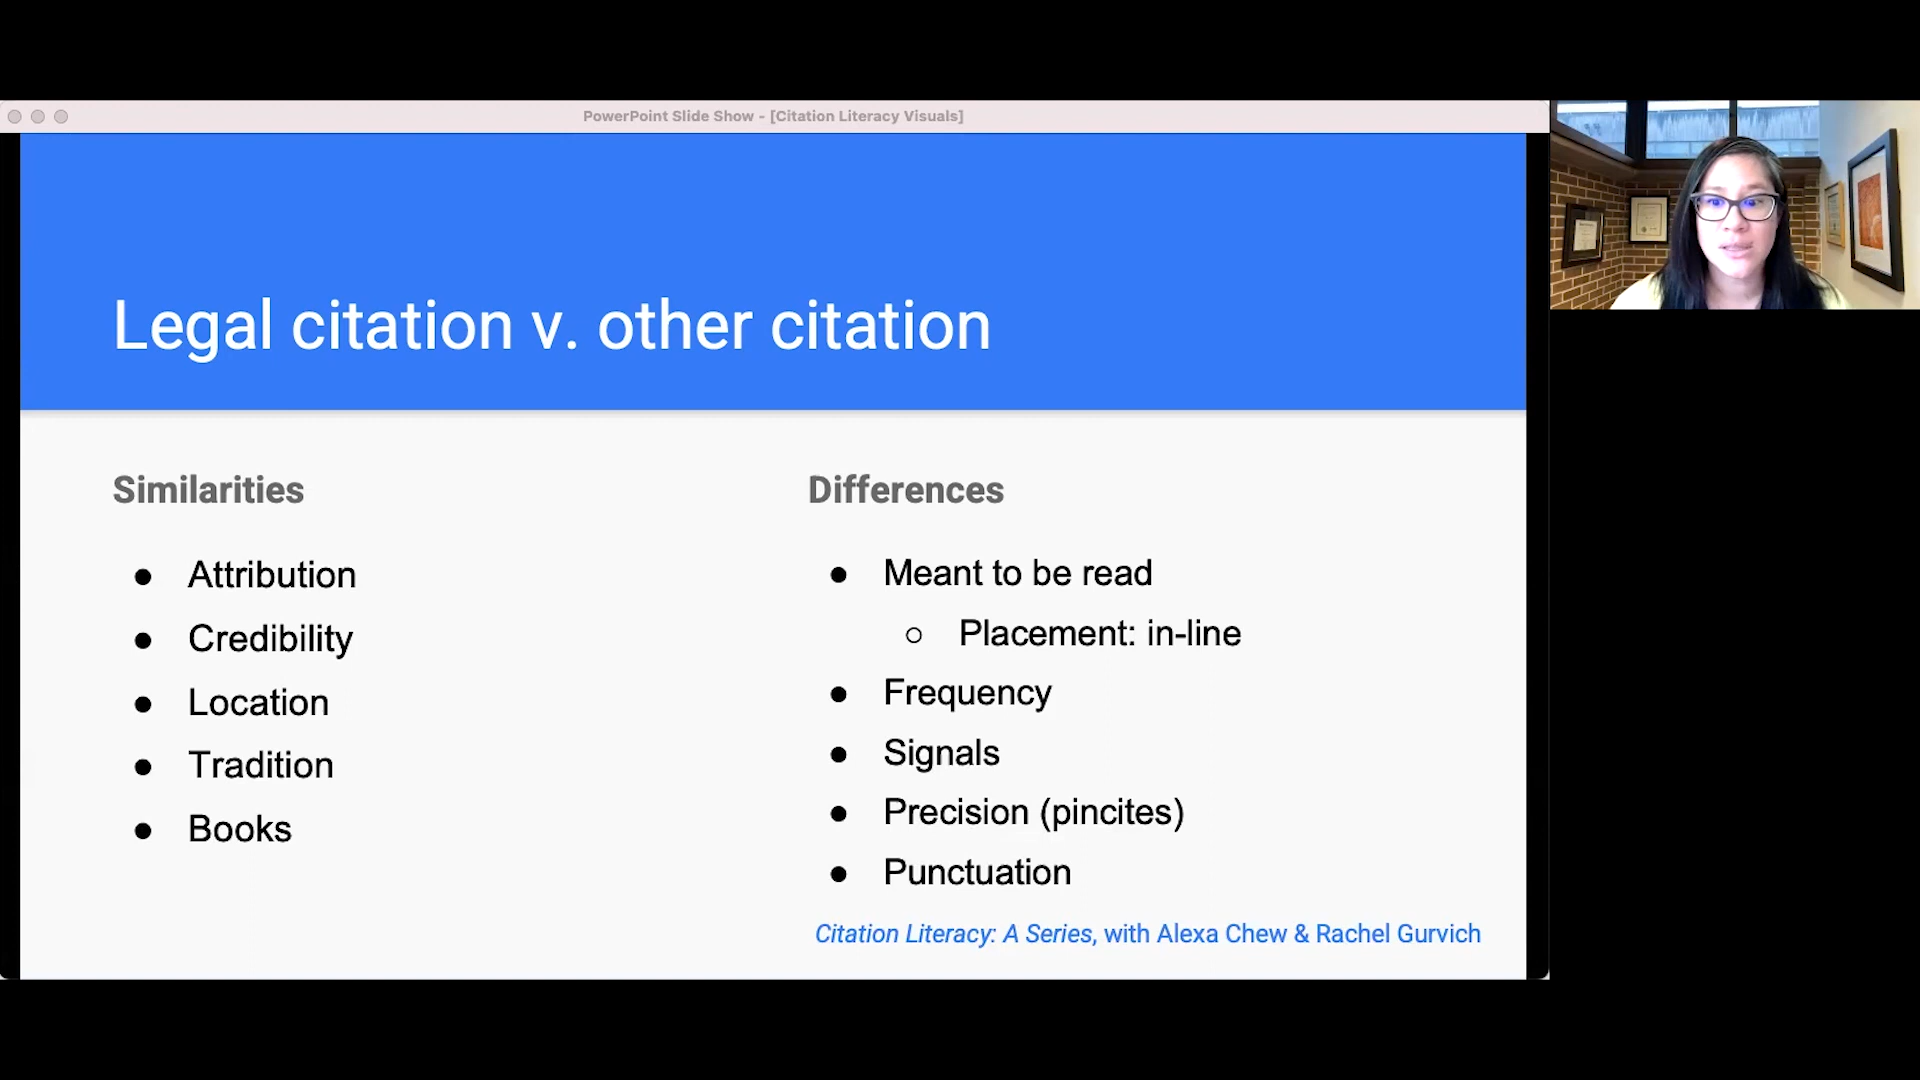 PowerPoint Slide Show - [Citation Literacy Visuals]
Legal citation v. other citation
Similarities
● Attribution
● Credibility
● Location
● Tradition
● Books
Differences
● Meant to be read
○ Placement: in-line
● Frequency
● Signals
● Precision (pincites)
● Punctuation
Citation Literacy: A Series, with Alexa Chew & Rachel Gurvich